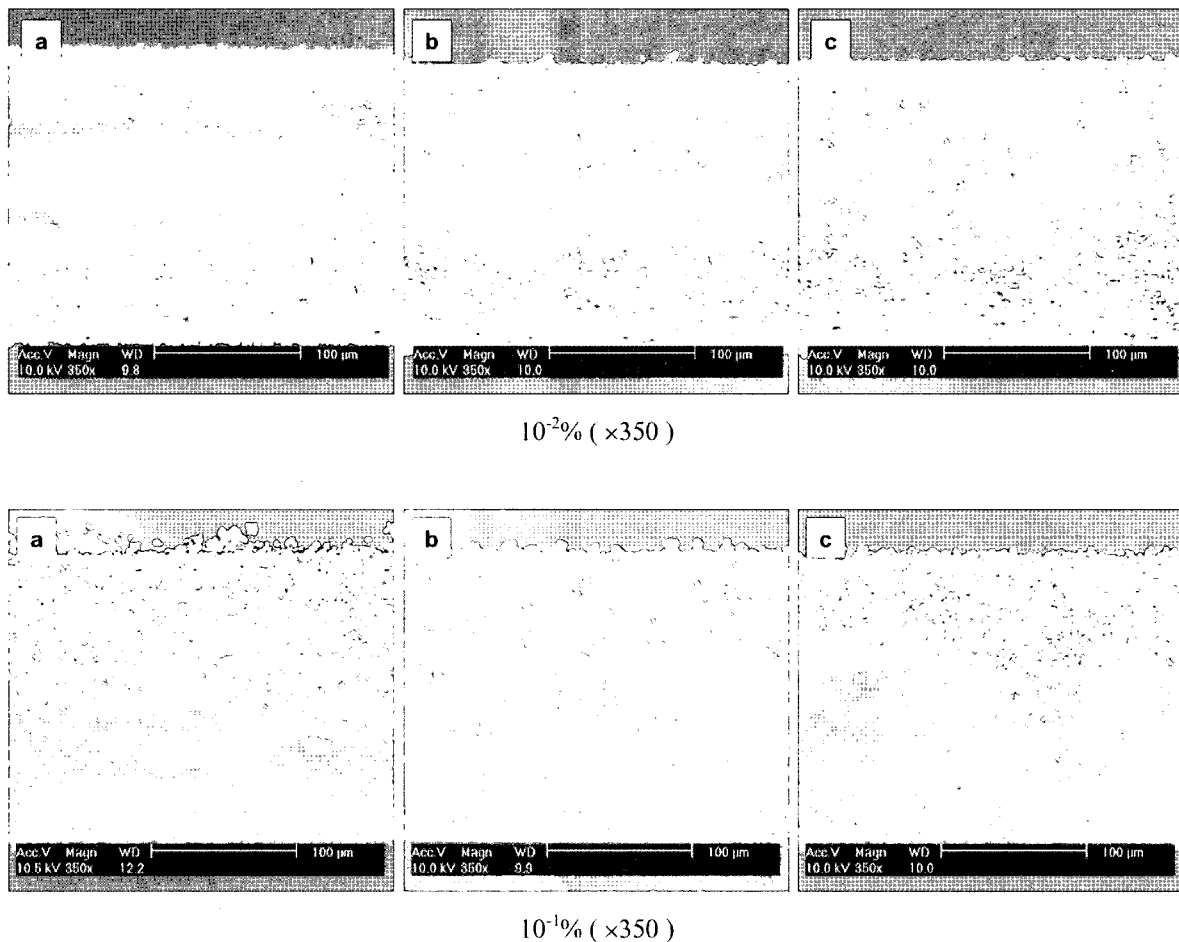 a
b
c
Acc.V Magn WD 100 µm
10.0 kV 350x 9.8
Acc.V Magn WD 100 µm
10.0 kV 350x 10.0
Acc.V Magn WD 100 µm
10.0 kV 350x 10.0
10⁻²% ( ×350 )
a
b
c
Acc.V Magn WD 100 µm
10.5 kV 350x 12.2
Acc.V Magn WD 100 µm
10.0 kV 350x 9.9
Acc.V Magn WD 100 µm
10.0 kV 350x 10.0
10⁻¹% ( ×350 )